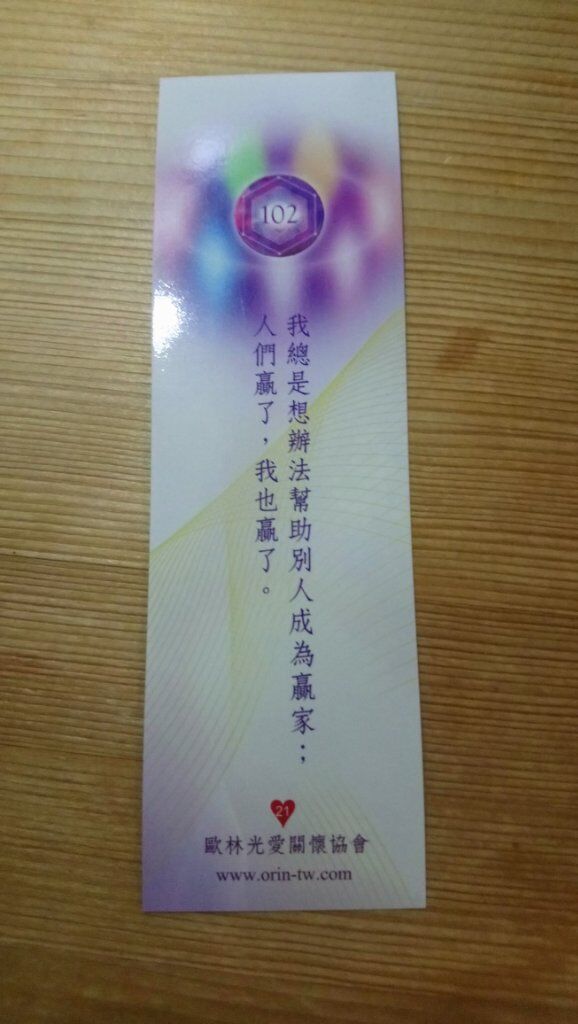 102
我總是想辦法幫助別人成為贏家；
人們贏了，我也贏了。
21
歐林光愛關懷協會
www.orin-tw.com